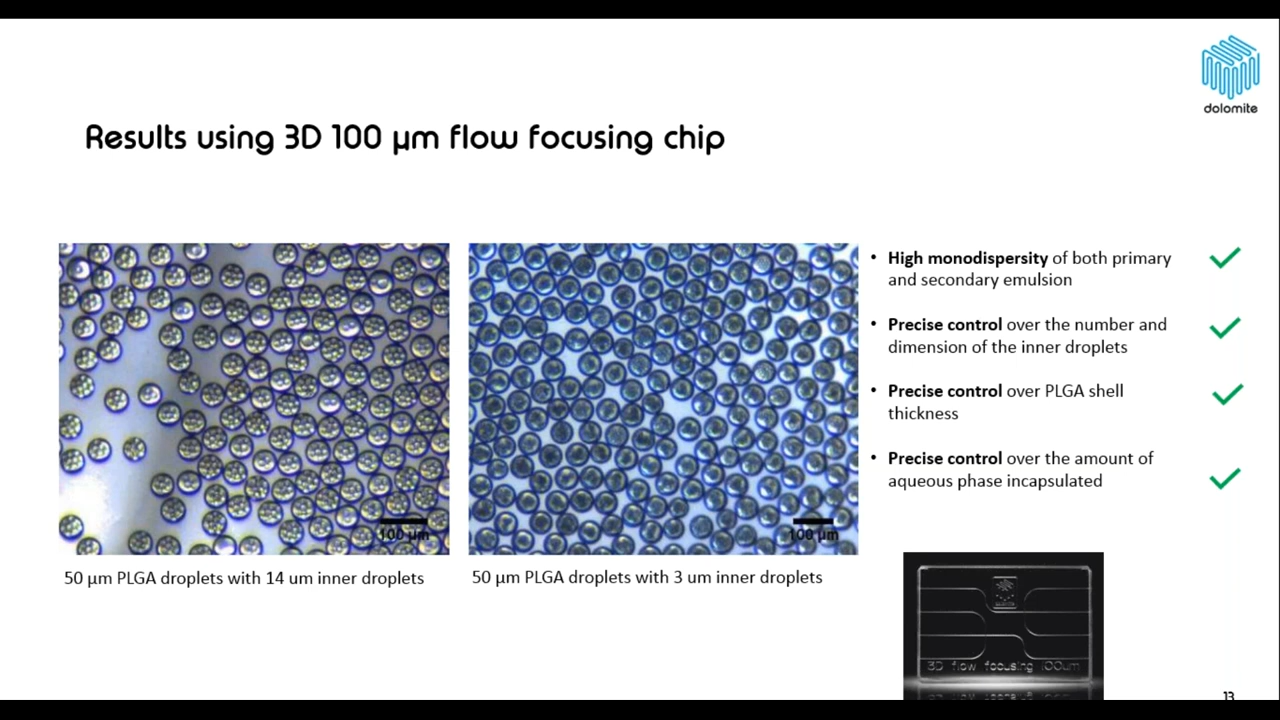 dolomite
Results using 3D 100 µm flow focusing chip
• High monodispersity of both primary
and secondary emulsion
• Precise control over the number and
dimension of the inner droplets
• Precise control over PLGA shell
thickness
• Precise control over the amount of
aqueous phase incapsulated
100 µm
100 µm
50 µm PLGA droplets with 14 um inner droplets
50 µm PLGA droplets with 3 um inner droplets
3D flow focusing 100µm
13